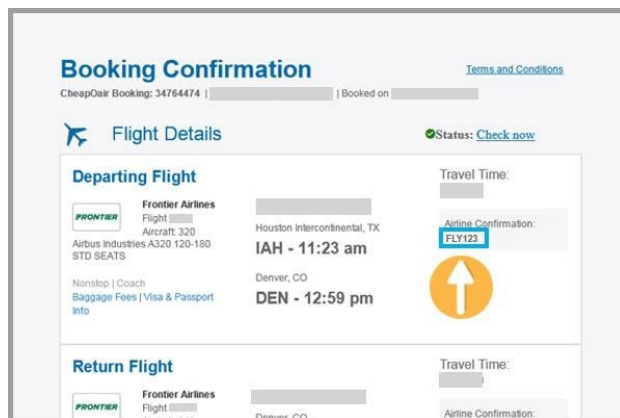 Booking Confirmation
Terms and Conditions
CheapOair Booking: 34764474 | | Booked on
Flight Details
Status: Check now
Departing Flight
Travel Time:
FRONTIER
Frontier Airlines
Flight
Aircraft: 320
Airbus Industries A320 120-180
STD SEATS
Nonstop | Coach
Baggage Fees | Visa & Passport
Info
Houston Intercontinental, TX
IAH - 11:23 am
Denver, CO
DEN - 12:59 pm
Airline Confirmation:
FLY123
Return Flight
Travel Time:
FRONTIER
Frontier Airlines
Flight
Denver, CO
Airline Confirmation: